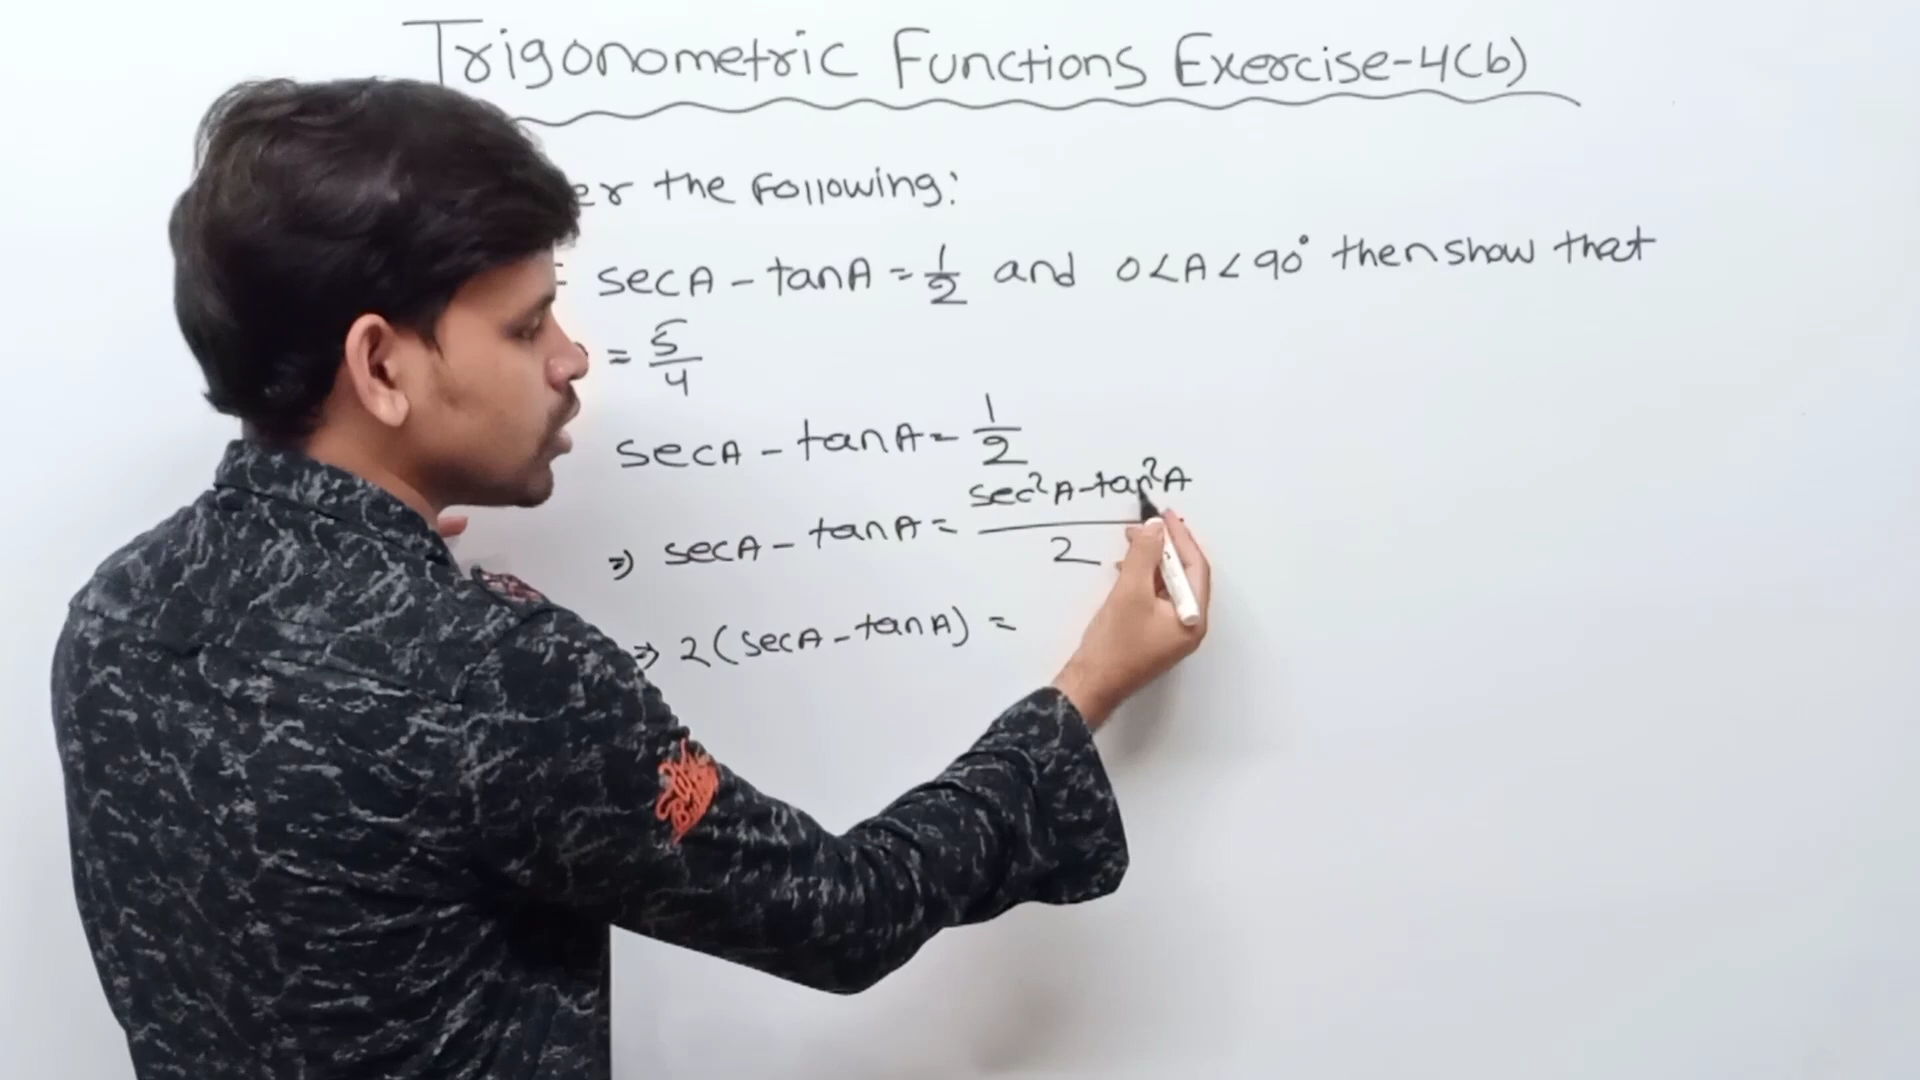 Trigonometric Functions Exercise-4(b)
er the Following:
secA - tanA = 1/2 and 0<A<90° then show that
= 5/4
secA - tanA = 1/2
⇒ secA - tanA = sec²A-tan²A/2
⇒ 2(secA - tanA) =